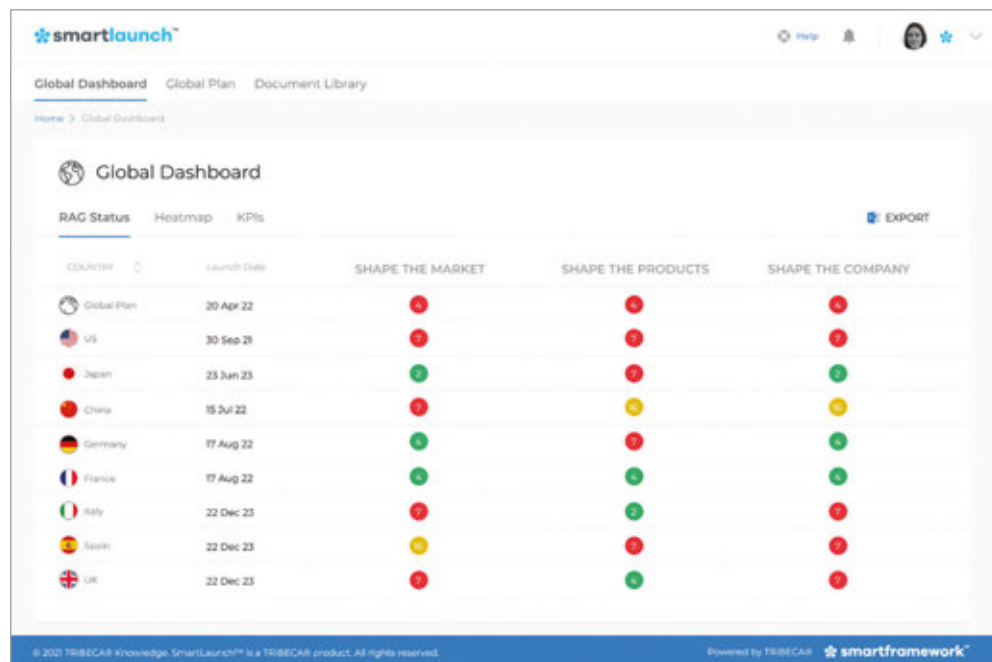 smartlaunch™
Help
Global Dashboard Global Plan Document Library
Home > Global Dashboard
Global Dashboard
RAG Status Heatmap KPIs EXPORT
COUNTRY Launch Date SHAPE THE MARKET SHAPE THE PRODUCTS SHAPE THE COMPANY
Global Plan 20 Apr 22 4 4 4
US 30 Sep 21 7 7 7
Japan 23 Jun 23 2 7 2
China 15 Jul 22 7 16 16
Germany 17 Aug 22 4 7 4
France 17 Aug 22 4 4 4
Italy 22 Dec 23 7 2 7
Spain 22 Dec 23 16 7 7
UK 22 Dec 23 7 4 7
© 2021 TRiBECA® Knowledge. SmartLaunch™ is a TRiBECA® product. All rights reserved. Powered by TRiBECA® smartframework™